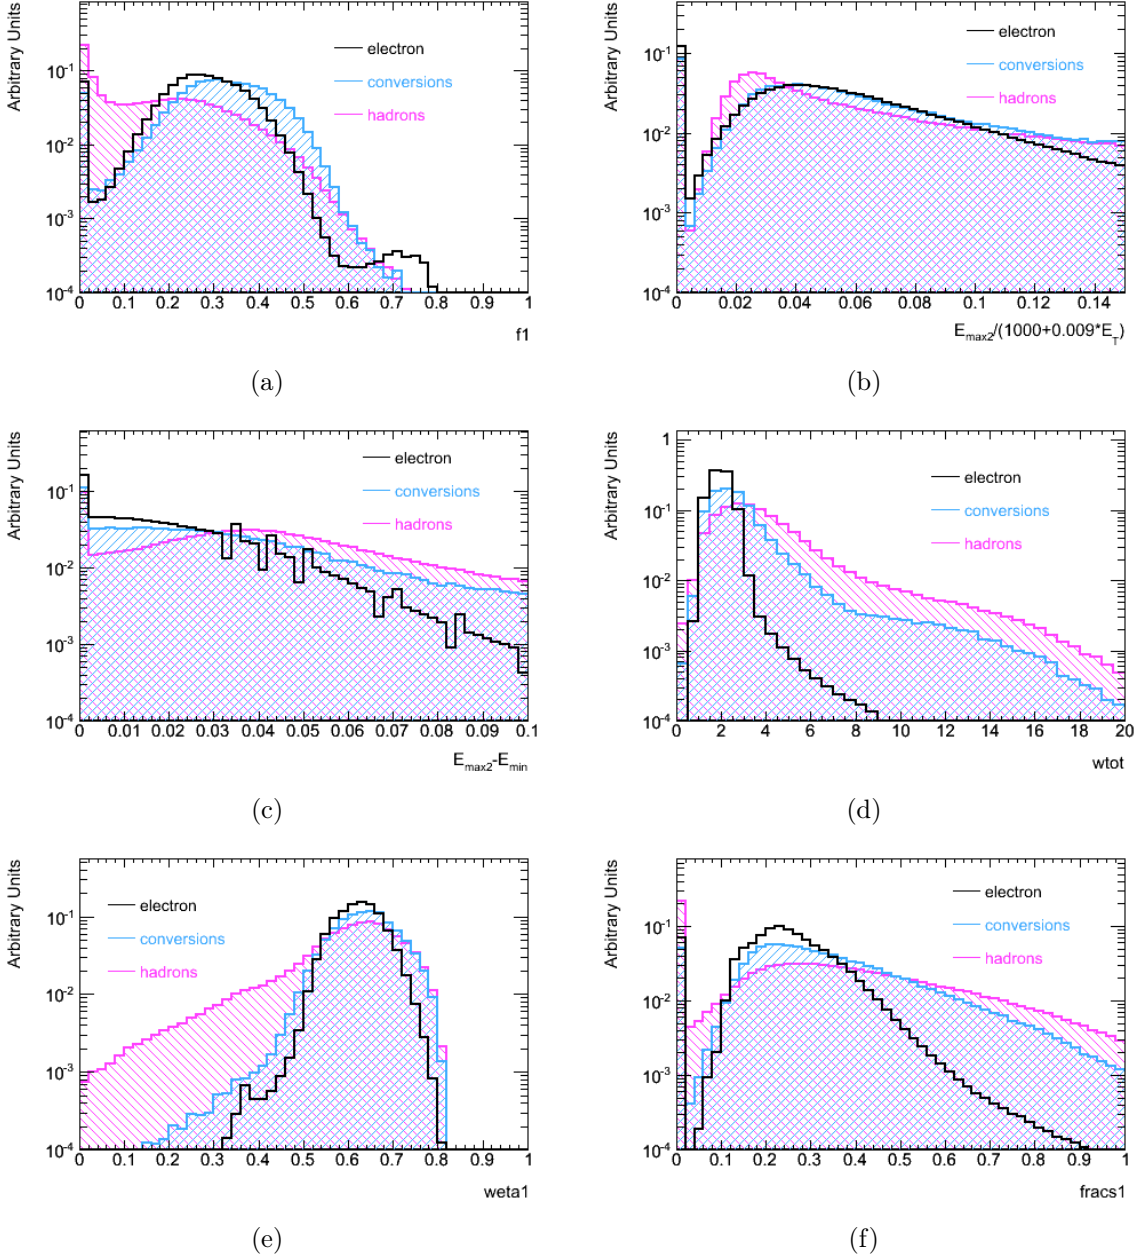 Arbitrary Units
10^-1
10^-2
10^-3
10^-4
electron
conversions
hadrons
0 0.1 0.2 0.3 0.4 0.5 0.6 0.7 0.8 0.9 1
f1
(a)
Arbitrary Units
10^-1
10^-2
10^-3
10^-4
electron
conversions
hadrons
0 0.02 0.04 0.06 0.08 0.1 0.12 0.14
E_max2/(1000+0.009*E_T)
(b)
Arbitrary Units
10^-1
10^-2
10^-3
10^-4
electron
conversions
hadrons
0 0.01 0.02 0.03 0.04 0.05 0.06 0.07 0.08 0.09 0.1
E_max2-E_min
(c)
Arbitrary Units
1
10^-1
10^-2
10^-3
10^-4
electron
conversions
hadrons
0 2 4 6 8 10 12 14 16 18 20
wtot
(d)
Arbitrary Units
10^-1
10^-2
10^-3
10^-4
electron
conversions
hadrons
0 0.1 0.2 0.3 0.4 0.5 0.6 0.7 0.8 0.9 1
weta1
(e)
Arbitrary Units
10^-1
10^-2
10^-3
10^-4
electron
conversions
hadrons
0 0.1 0.2 0.3 0.4 0.5 0.6 0.7 0.8 0.9 1
fracs1
(f)